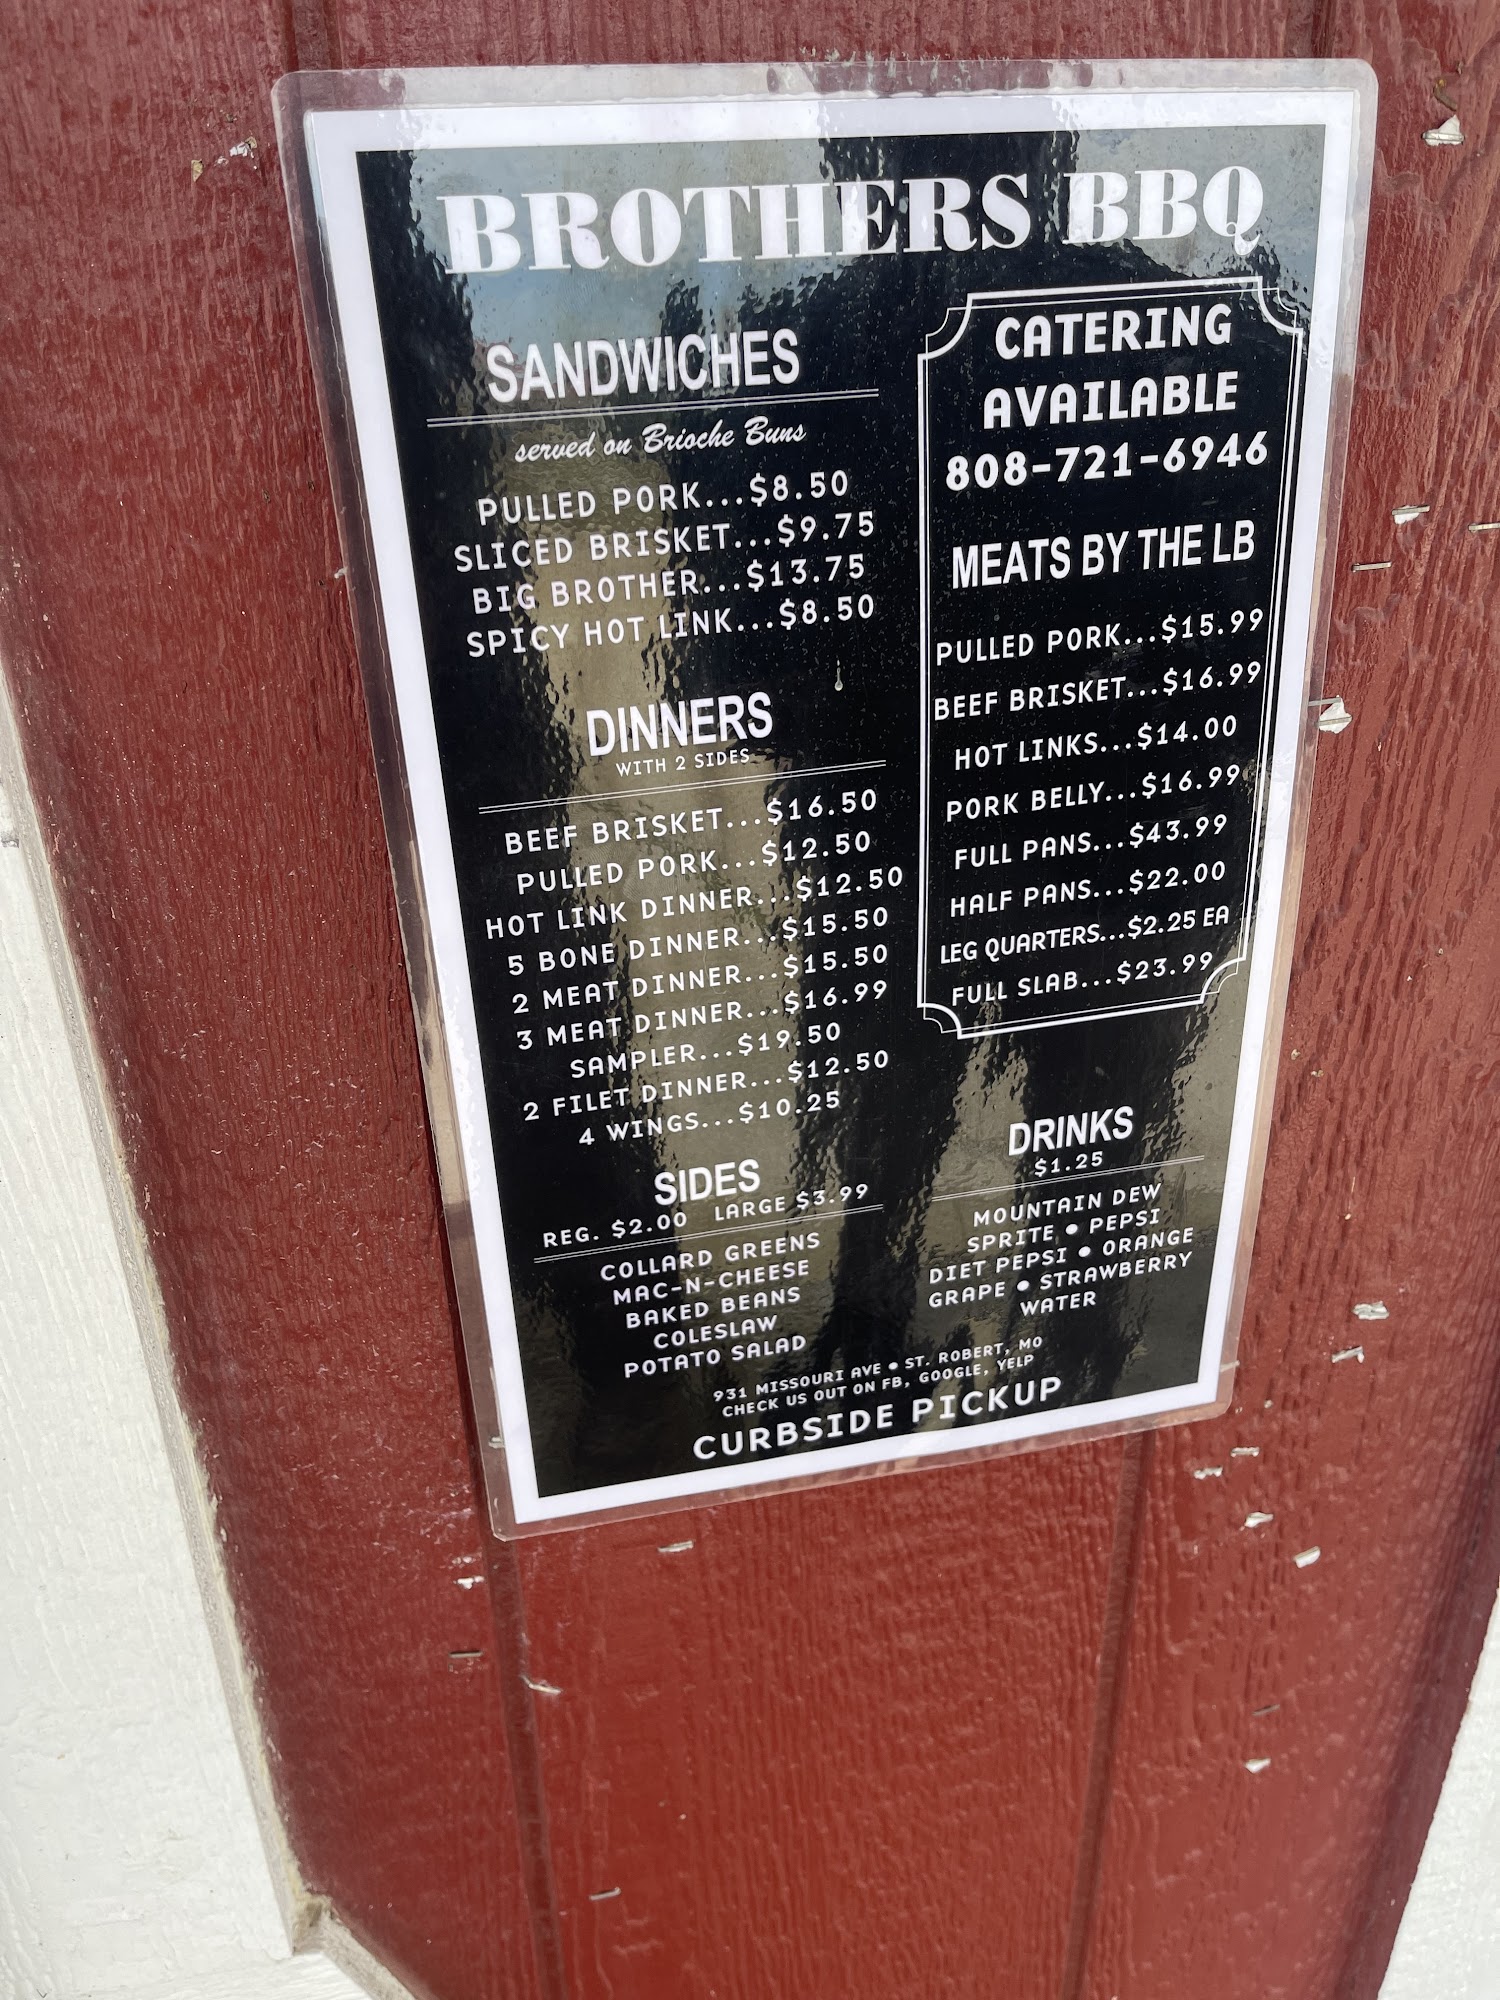 BROTHERS BBQ
SANDWICHES
served on Brioche Buns
PULLED PORK...$8.50
SLICED BRISKET...$9.75
BIG BROTHER...$13.75
SPICY HOT LINK...$8.50
DINNERS
WITH 2 SIDES
BEEF BRISKET...$16.50
PULLED PORK...$12.50
HOT LINK DINNER...$12.50
5 BONE DINNER...$15.50
2 MEAT DINNER...$15.50
3 MEAT DINNER...$16.99
SAMPLER...$19.50
2 FILET DINNER...$12.50
4 WINGS...$10.25
SIDES
REG. $2.00 LARGE $3.99
COLLARD GREENS
MAC-N-CHEESE
BAKED BEANS
COLESLAW
POTATO SALAD
CATERING
AVAILABLE
808-721-6946
MEATS BY THE LB
PULLED PORK...$15.99
BEEF BRISKET...$16.99
HOT LINKS...$14.00
PORK BELLY...$16.99
FULL PANS...$43.99
HALF PANS...$22.00
LEG QUARTERS...$2.25 EA
FULL SLAB...$23.99
DRINKS
$1.25
MOUNTAIN DEW
SPRITE • PEPSI
DIET PEPSI • ORANGE
GRAPE • STRAWBERRY
WATER
931 MISSOURI AVE • ST. ROBERT, MO
CHECK US OUT ON FB, GOOGLE, YELP
CURBSIDE PICKUP